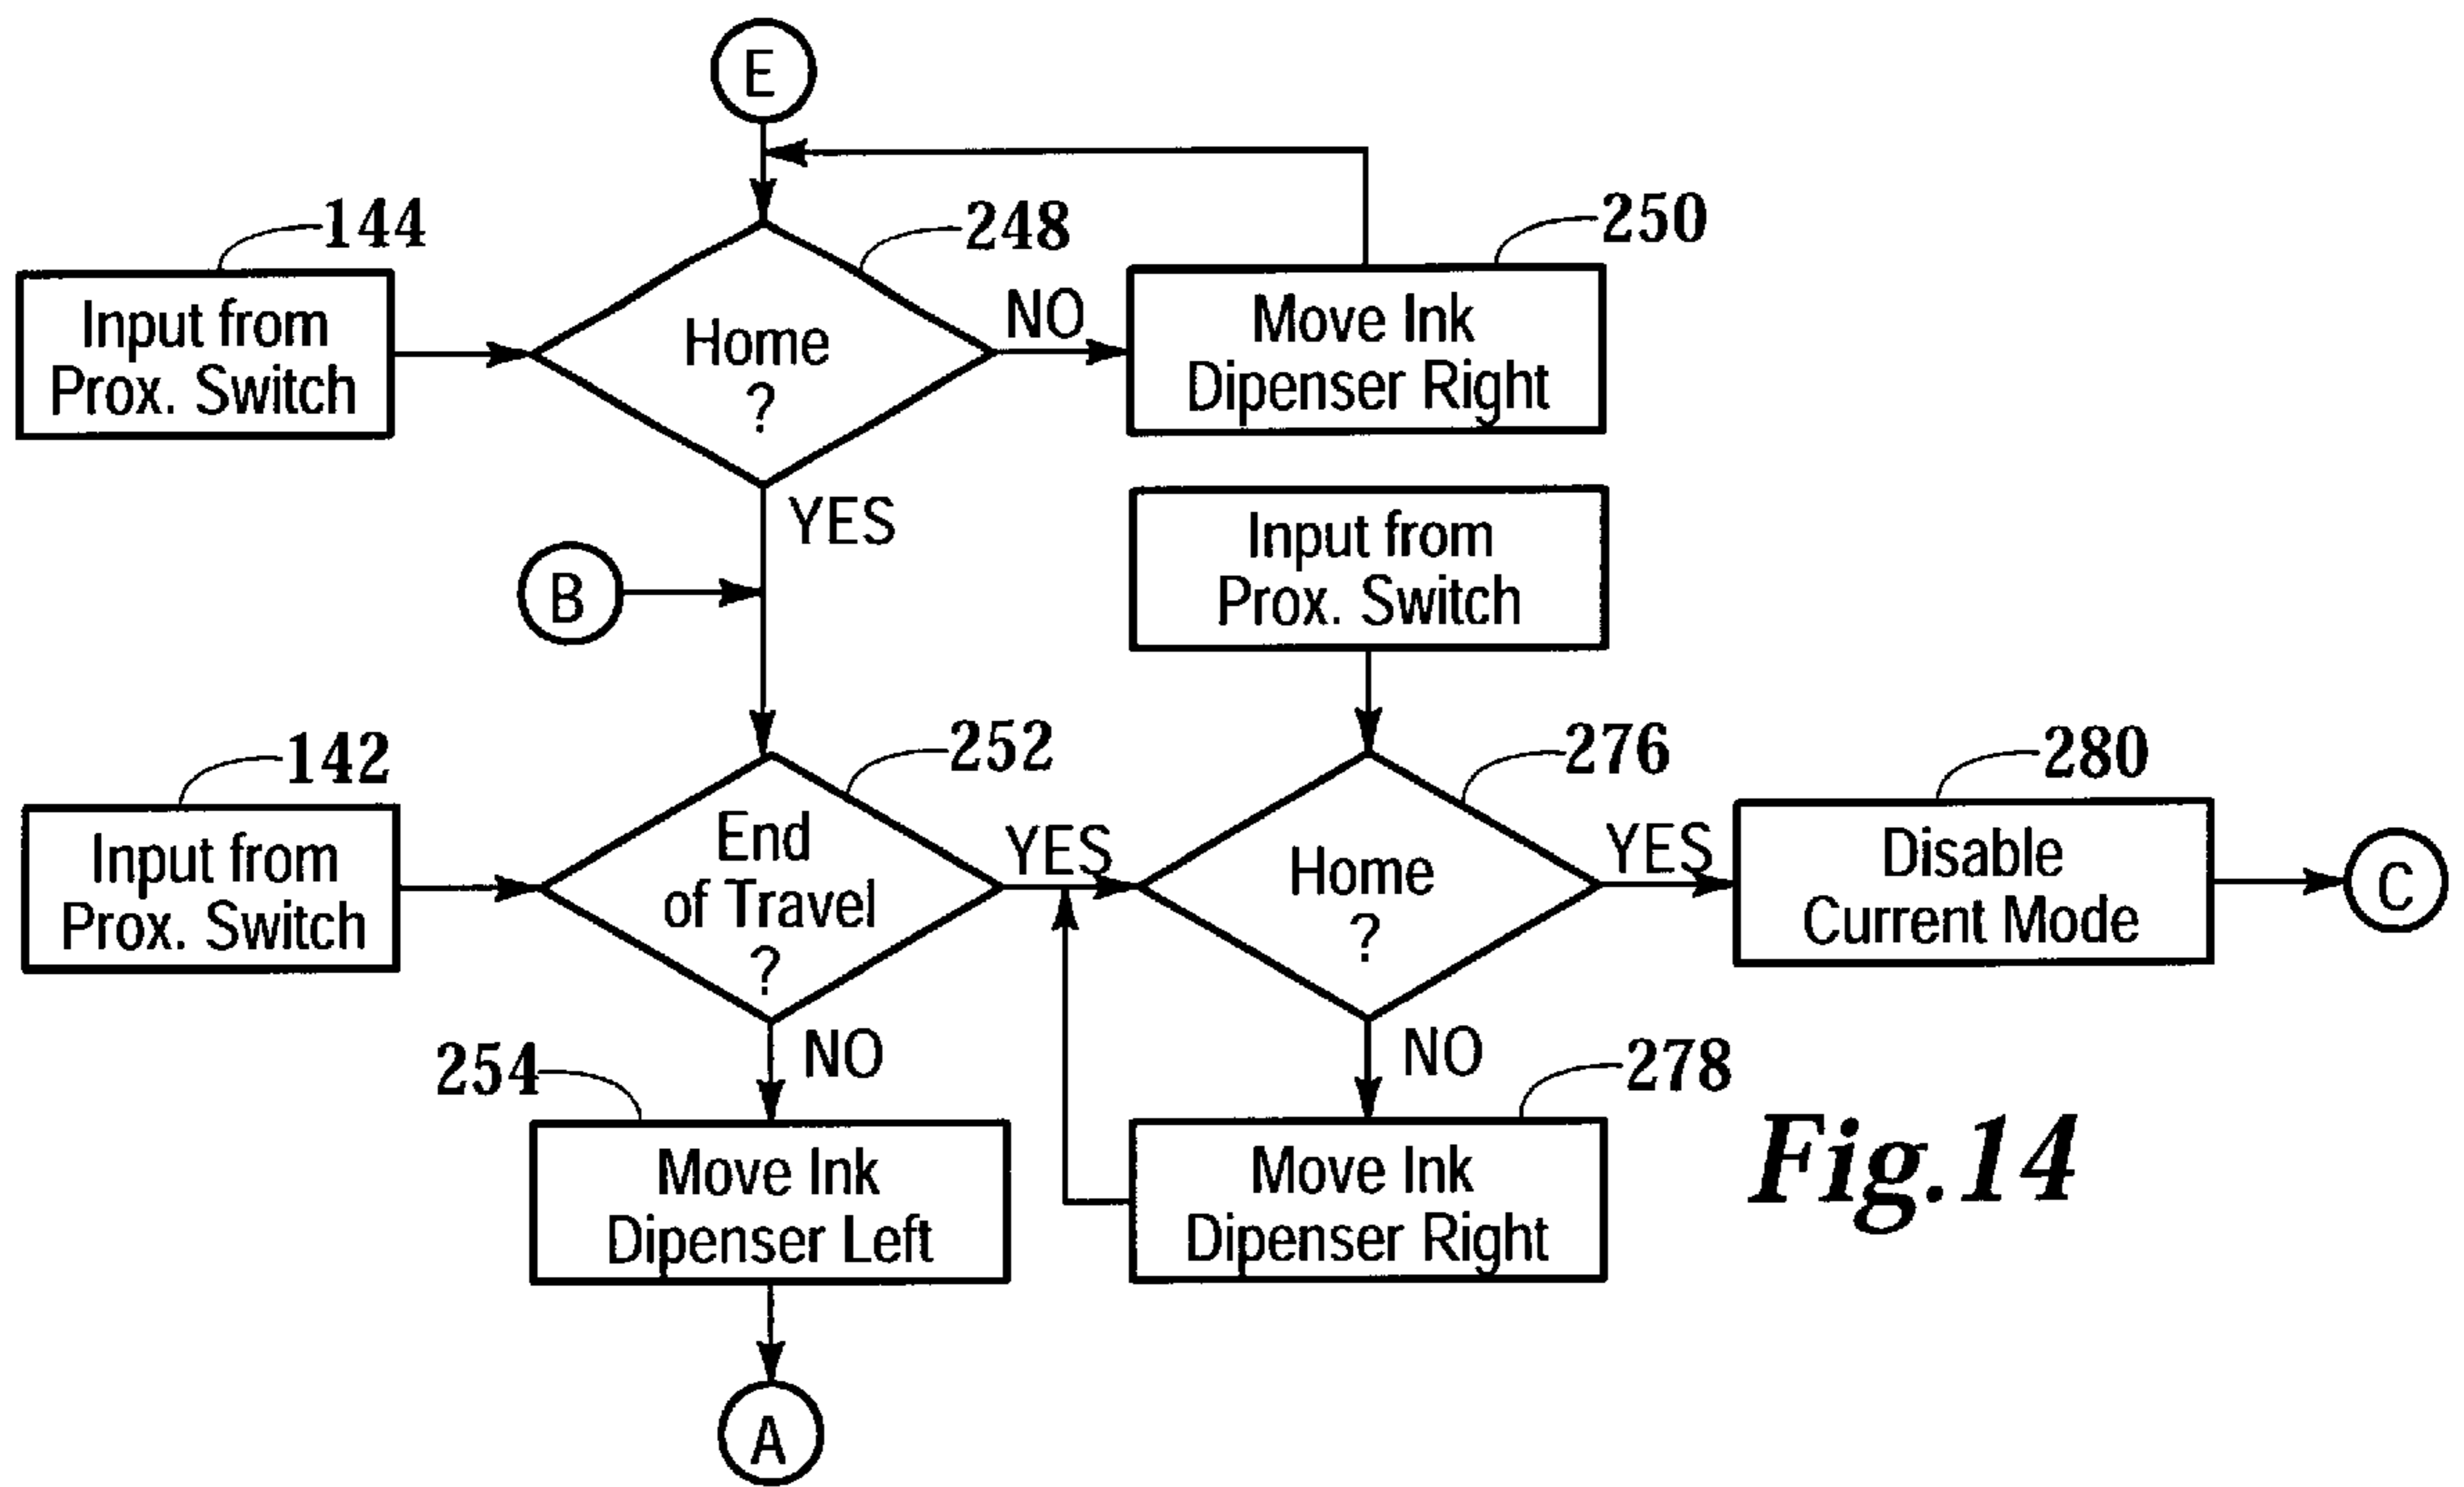 E
144
248
250
Input from
Prox. Switch
Home
?
NO
Move Ink
Dipenser Right
YES
B
Input from
Prox. Switch
142
252
276
280
Input from
Prox. Switch
End
of Travel
?
YES
Home
?
YES
Disable
Current Mode
C
254
NO
NO
278
Move Ink
Dipenser Left
Move Ink
Dipenser Right
Fig.14
A